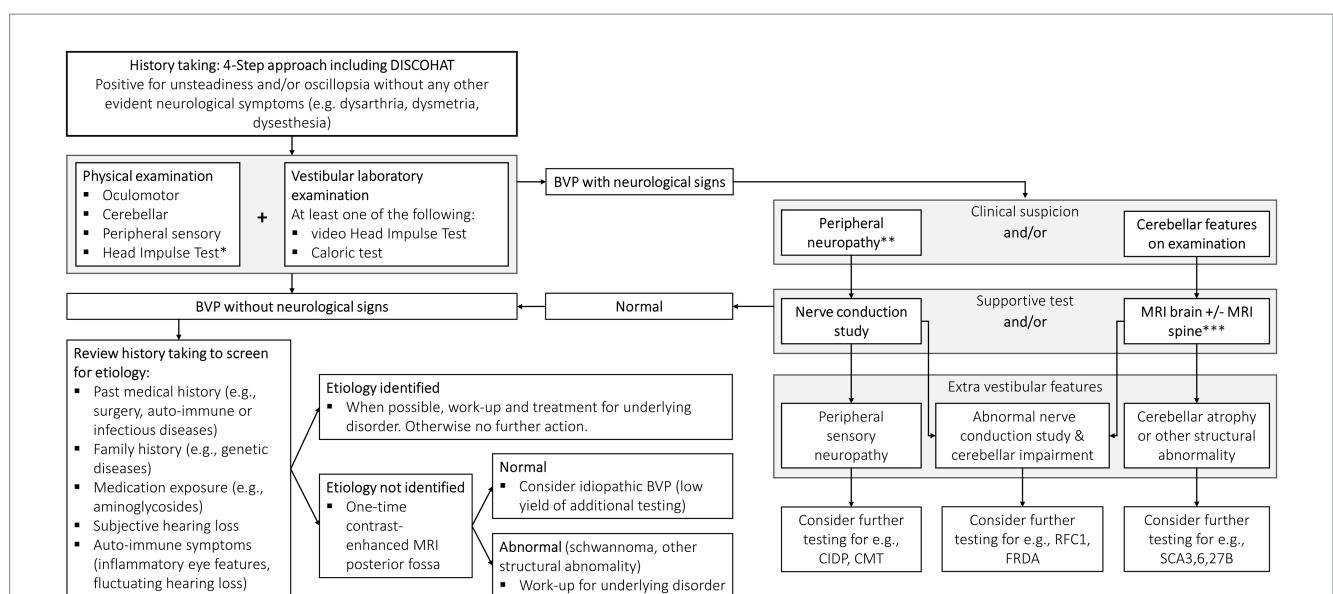 History taking: 4-Step approach including DISCOHAT
Positive for unsteadiness and/or oscillopsia without any other
evident neurological symptoms (e.g. dysarthria, dysmetria,
dysesthesia)
Physical examination
▪ Oculomotor
▪ Cerebellar
▪ Peripheral sensory
▪ Head Impulse Test*
+
Vestibular laboratory
examination
At least one of the following:
▪ video Head Impulse Test
▪ Caloric test
BVP with neurological signs
Clinical suspicion
and/or
Peripheral
neuropathy**
Cerebellar features
on examination
BVP without neurological signs
Normal
Supportive test
and/or
Nerve conduction
study
MRI brain +/- MRI
spine***
Review history taking to screen
for etiology:
▪ Past medical history (e.g.,
surgery, auto-immune or
infectious diseases)
▪ Family history (e.g., genetic
diseases)
▪ Medication exposure (e.g.,
aminoglycosides)
▪ Subjective hearing loss
▪ Auto-immune symptoms
(inflammatory eye features,
fluctuating hearing loss)
Etiology identified
▪ When possible, work-up and treatment for underlying
disorder. Otherwise no further action.
Etiology not identified
▪ One-time
contrast-
enhanced MRI
posterior fossa
Normal
▪ Consider idiopathic BVP (low
yield of additional testing)
Abnormal (schwannoma, other
structural abnomality)
▪ Work-up for underlying disorder
Extra vestibular features
Peripheral
sensory
neuropathy
Abnormal nerve
conduction study &
cerebellar impairment
Cerebellar atrophy
or other structural
abnormality
Consider further
testing for e.g.,
CIDP, CMT
Consider further
testing for e.g., RFC1,
FRDA
Consider further
testing for e.g.,
SCA3,6,27B